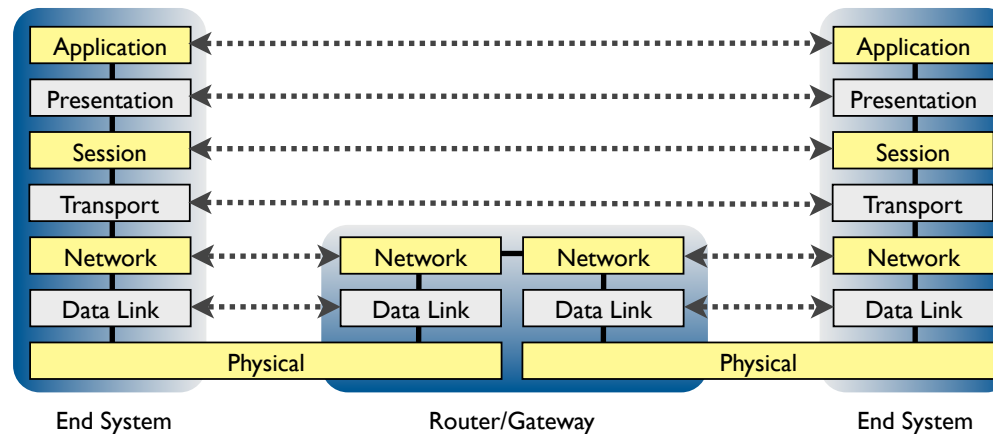 Application
Application
Presentation
Presentation
Session
Session
Transport
Transport
Network
Network
Network
Network
Data Link
Data Link
Data Link
Data Link
Physical
Physical
End System
Router/Gateway
End System